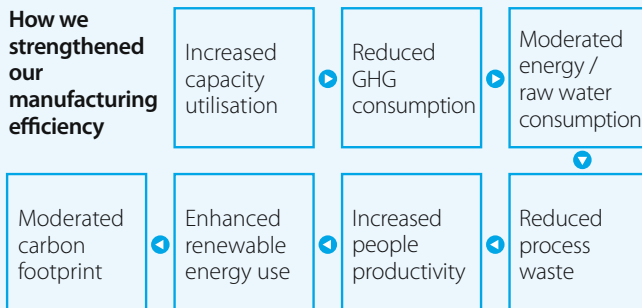 How we
strengthened
our
manufacturing
efficiency
Increased
capacity
utilisation
Reduced
GHG
consumption
Moderated
energy /
raw water
consumption
Reduced
process
waste
Increased
people
productivity
Enhanced
renewable
energy use
Moderated
carbon
footprint